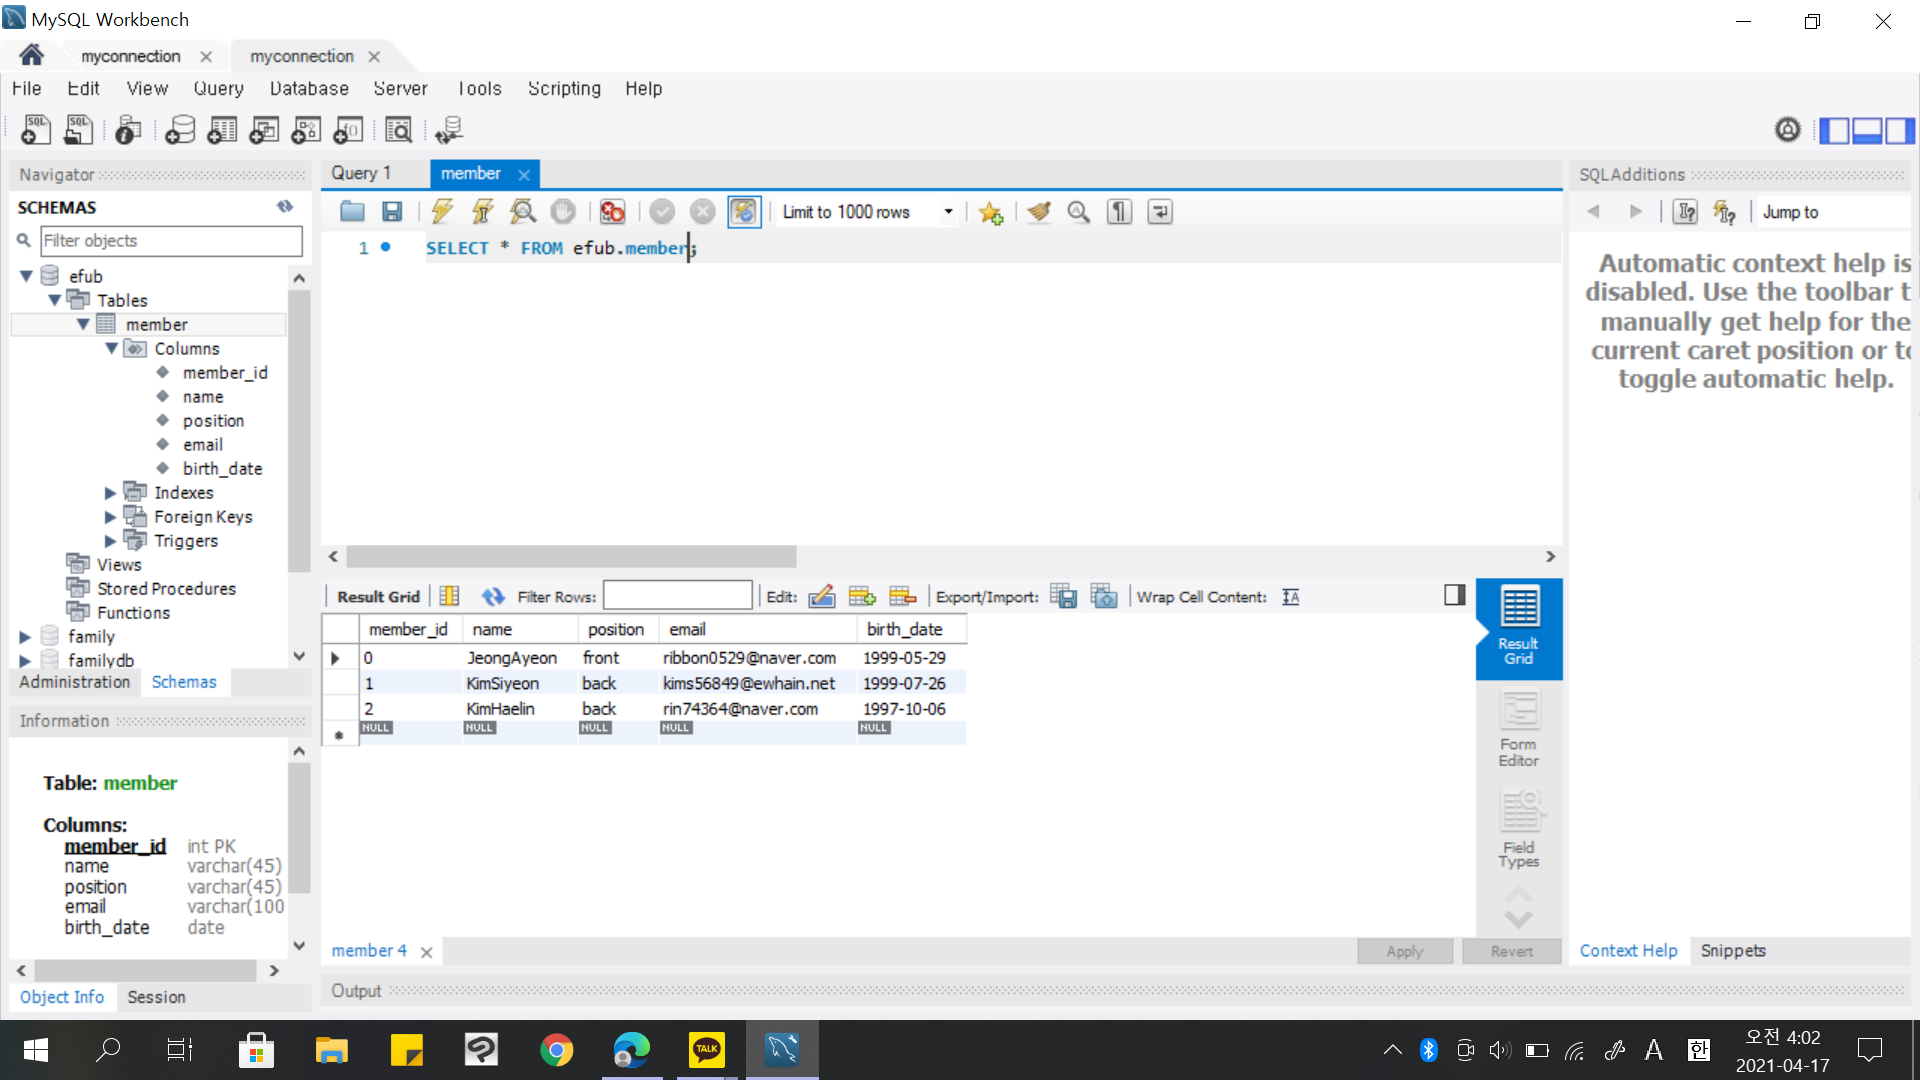 MySQL Workbench
myconnection
myconnection
File Edit View Query Database Server Tools Scripting Help
Navigator
SCHEMAS
Filter objects
efub
Tables
member
Columns
member_id
name
position
email
birth_date
Indexes
Foreign Keys
Triggers
Views
Stored Procedures
Functions
family
familydb
Administration Schemas
Information
Table: member
Columns:
member_id int PK
name varchar(45)
position varchar(45)
email varchar(100
birth_date date
Object Info Session
Query 1 member
Limit to 1000 rows
1 SELECT * FROM efub.member;
Result Grid Filter Rows: Edit: Export/Import: Wrap Cell Content:
member_id name position email birth_date
0 JeongAyeon front ribbon0529@naver.com 1999-05-29
1 KimSiyeon back kims56849@ewhain.net 1999-07-26
2 KimHaelin back rin74364@naver.com 1997-10-06
NULL NULL NULL NULL NULL
Result
Grid
Form
Editor
Field
Types
member 4
Apply Revert
Output
SQLAdditions
Jump to
Automatic context help is
disabled. Use the toolbar t
manually get help for the
current caret position or to
toggle automatic help.
Context Help Snippets
TALK
A 한
오전 4:02
2021-04-17